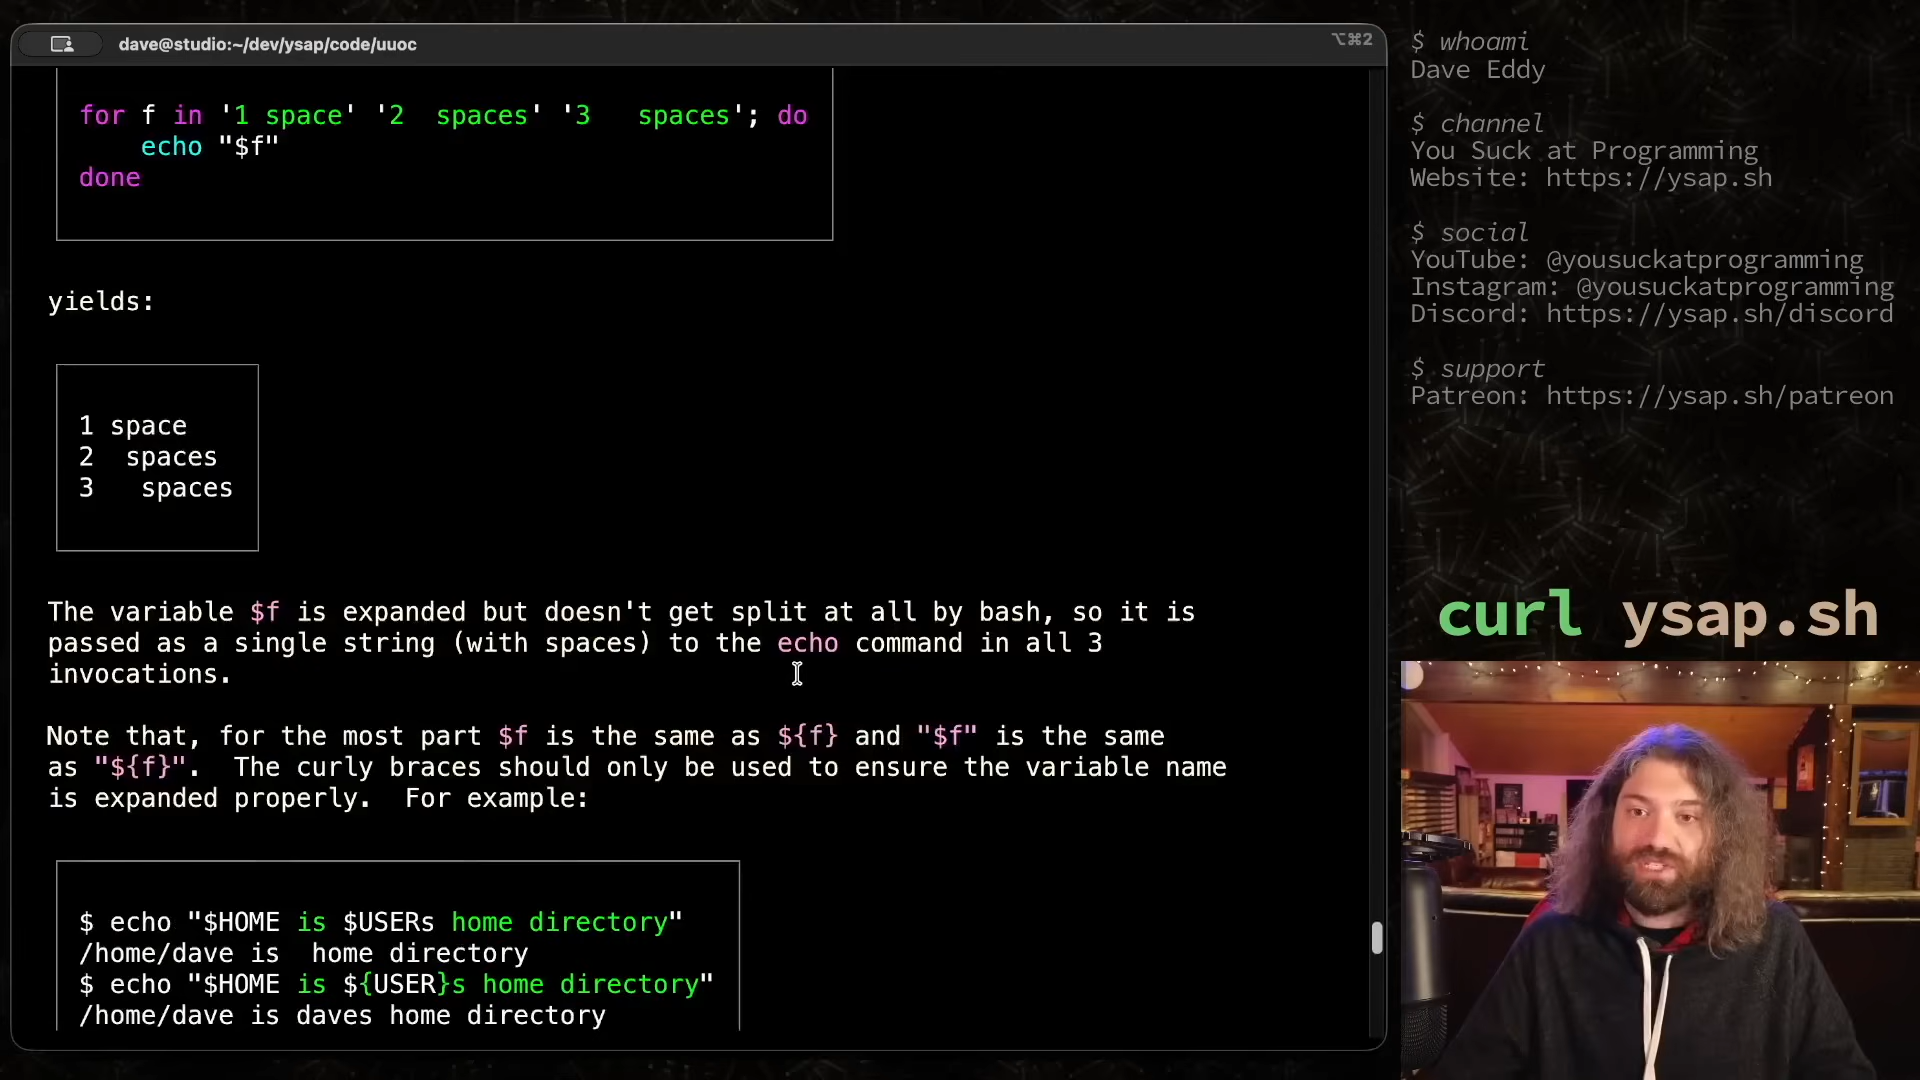 dave@studio:~/dev/ysap/code/uuoc
⌥⌘2
for f in '1 space' '2  spaces' '3   spaces'; do
    echo "$f"
done
yields:
1 space
2  spaces
3   spaces
The variable $f is expanded but doesn't get split at all by bash, so it is
passed as a single string (with spaces) to the echo command in all 3
invocations.
Note that, for the most part $f is the same as ${f} and "$f" is the same
as "${f}".  The curly braces should only be used to ensure the variable name
is expanded properly.  For example:
$ echo "$HOME is $USERs home directory"
/home/dave is  home directory
$ echo "$HOME is ${USER}s home directory"
/home/dave is daves home directory
$ whoami
Dave Eddy
$ channel
You Suck at Programming
Website: https://ysap.sh
$ social
YouTube: @yousuckatprogramming
Instagram: @yousuckatprogramming
Discord: https://ysap.sh/discord
$ support
Patreon: https://ysap.sh/patreon
curl ysap.sh